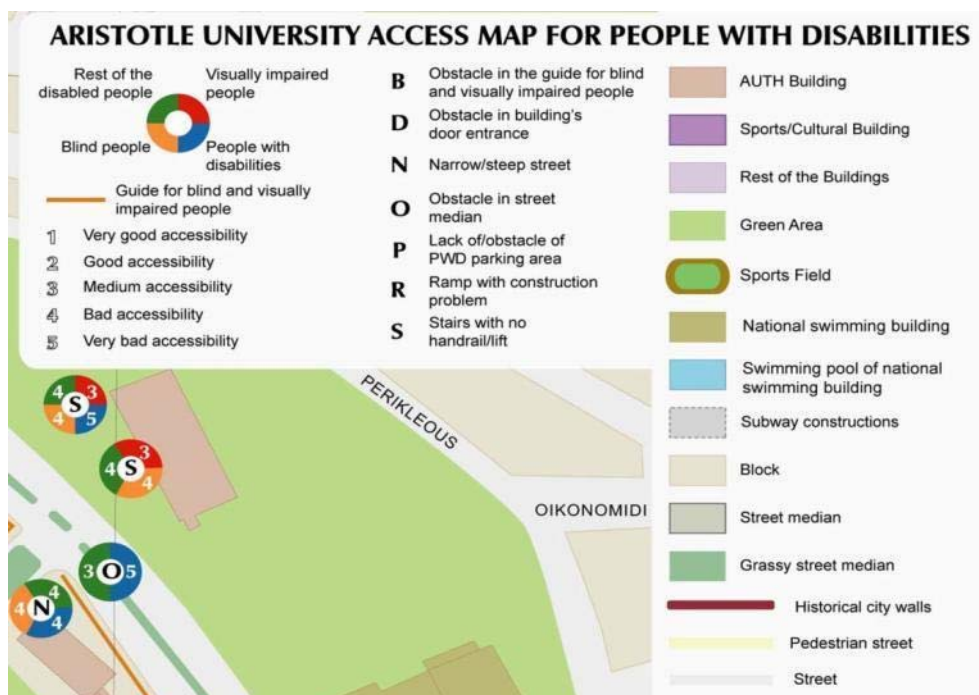 ARISTOTLE UNIVERSITY ACCESS MAP FOR PEOPLE WITH DISABILITIES
Rest of the
disabled people
Visually impaired
people
Blind people
People with
disabilities
Guide for blind and visually
impaired people
1 Very good accessibility
2 Good accessibility
3 Medium accessibility
4 Bad accessibility
5 Very bad accessibility
B Obstacle in the guide for blind
and visually impaired people
D Obstacle in building's
door entrance
N Narrow/steep street
O Obstacle in street
median
P Lack of/obstacle of
PWD parking area
R Ramp with construction
problem
S Stairs with no
handrail/lift
AUTH Building
Sports/Cultural Building
Rest of the Buildings
Green Area
Sports Field
National swimming building
Swimming pool of national
swimming building
Subway constructions
Block
Street median
Grassy street median
Historical city walls
Pedestrian street
Street
PERIKLEOUS
OIKONOMIDI
4 3
S
4 5
3
4 S
4
3 O 5
4
4 N
4